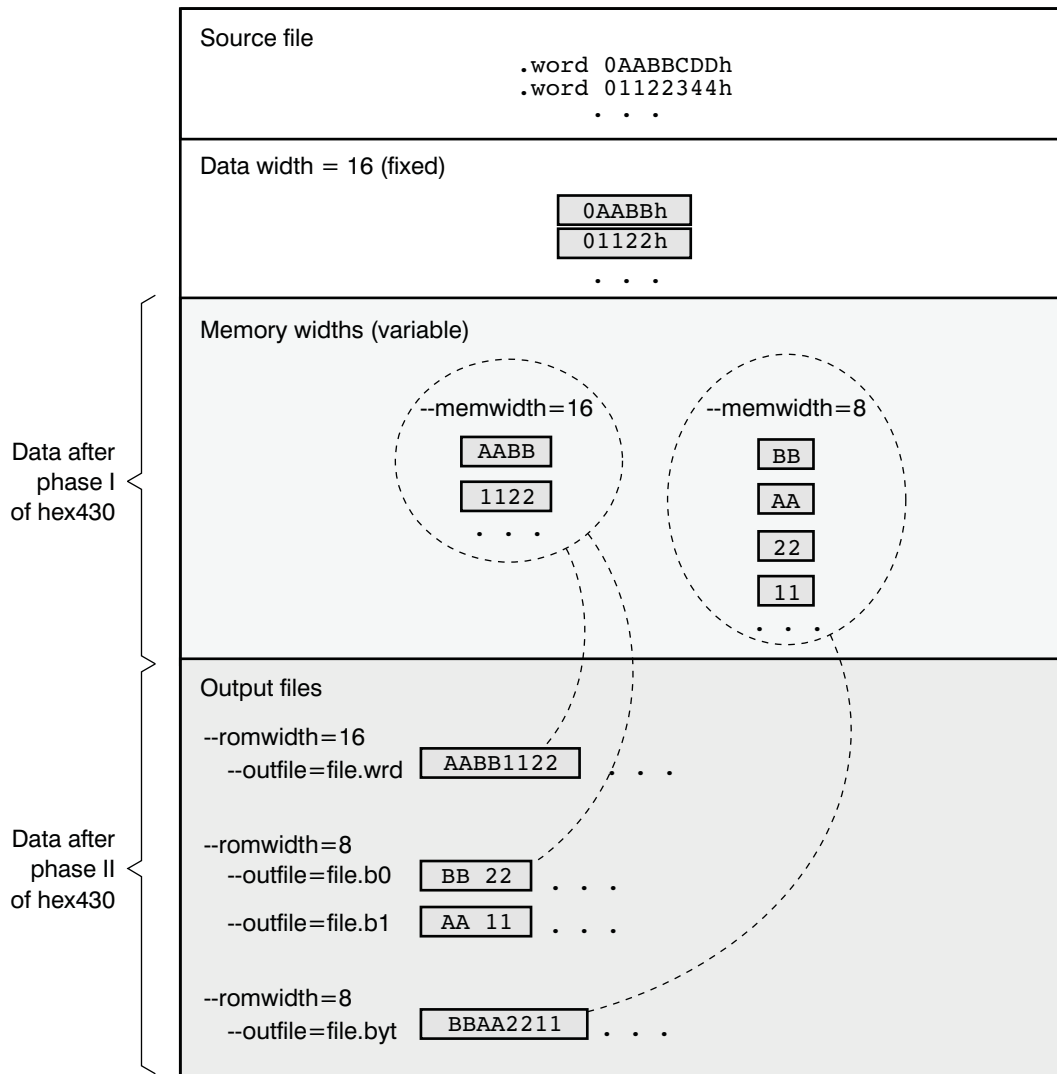 Source file
.word 0AABBCDDh
.word 01122344h
. . .
Data width = 16 (fixed)
0AABBh
01122h
. . .
Data after
phase I
of hex430
Memory widths (variable)
--memwidth=16
AABB
1122
. . .
--memwidth=8
BB
AA
22
11
. . .
Data after
phase II
of hex430
Output files
--romwidth=16
--outfile=file.wrd AABB1122 . . .
--romwidth=8
--outfile=file.b0 BB 22 . . .
--outfile=file.b1 AA 11 . . .
--romwidth=8
--outfile=file.byt BBAA2211 . . .